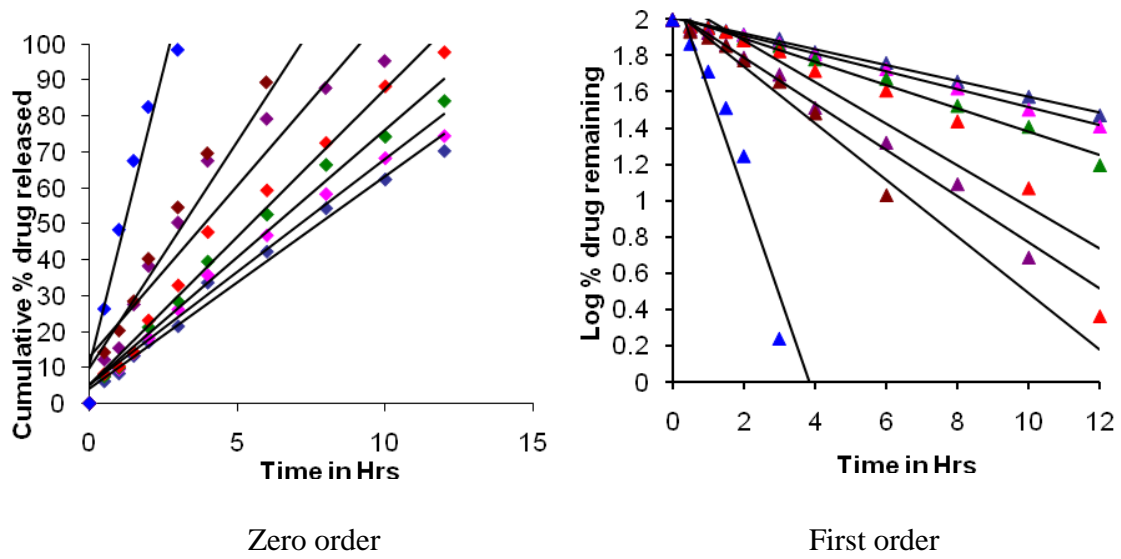 Cumulative % drug released
100
90
80
70
60
50
40
30
20
10
0
0 5 10 15
Time in Hrs
Zero order
Log % drug remaining
2
1.8
1.6
1.4
1.2
1
0.8
0.6
0.4
0.2
0
0 2 4 6 8 10 12
Time in Hrs
First order